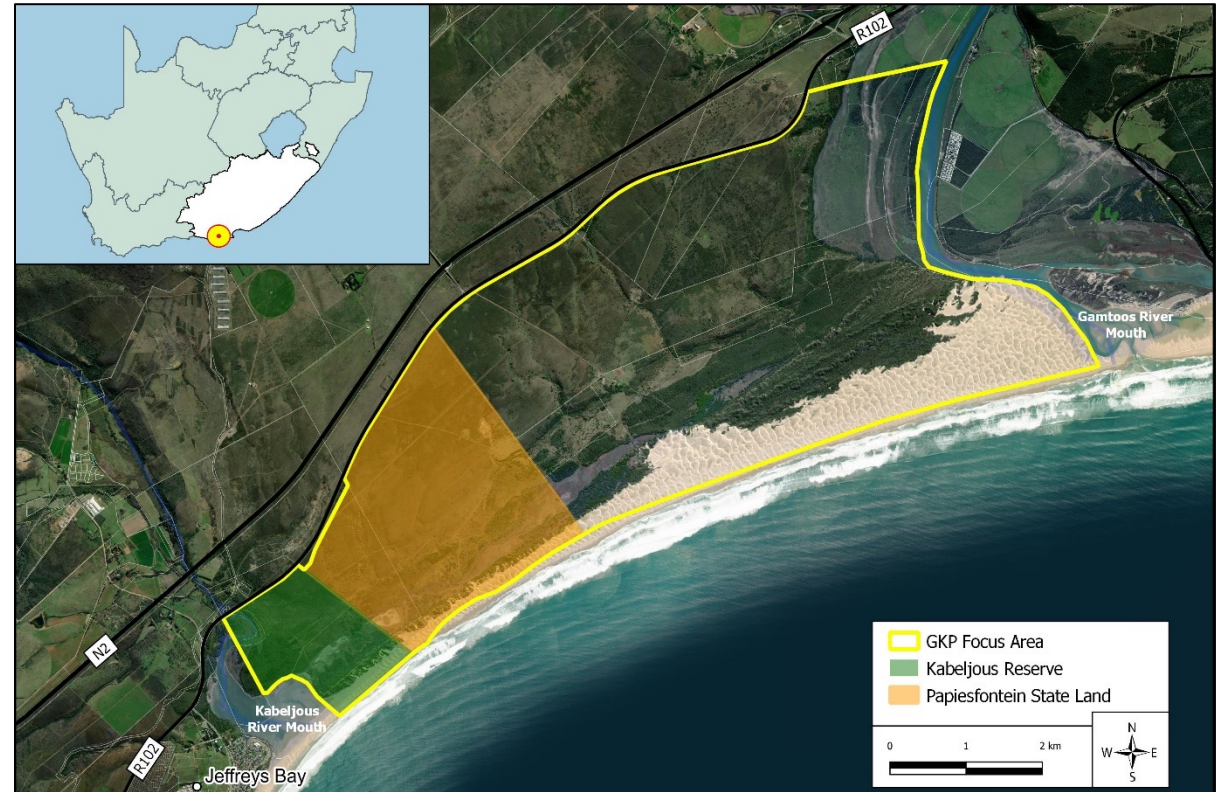 R102
Gamtoos River
Mouth
N2
Kabeljous
River Mouth
R102
Jeffreys Bay
GKP Focus Area
Kabeljous Reserve
Papiesfontein State Land
0 1 2 km
N
W E
S